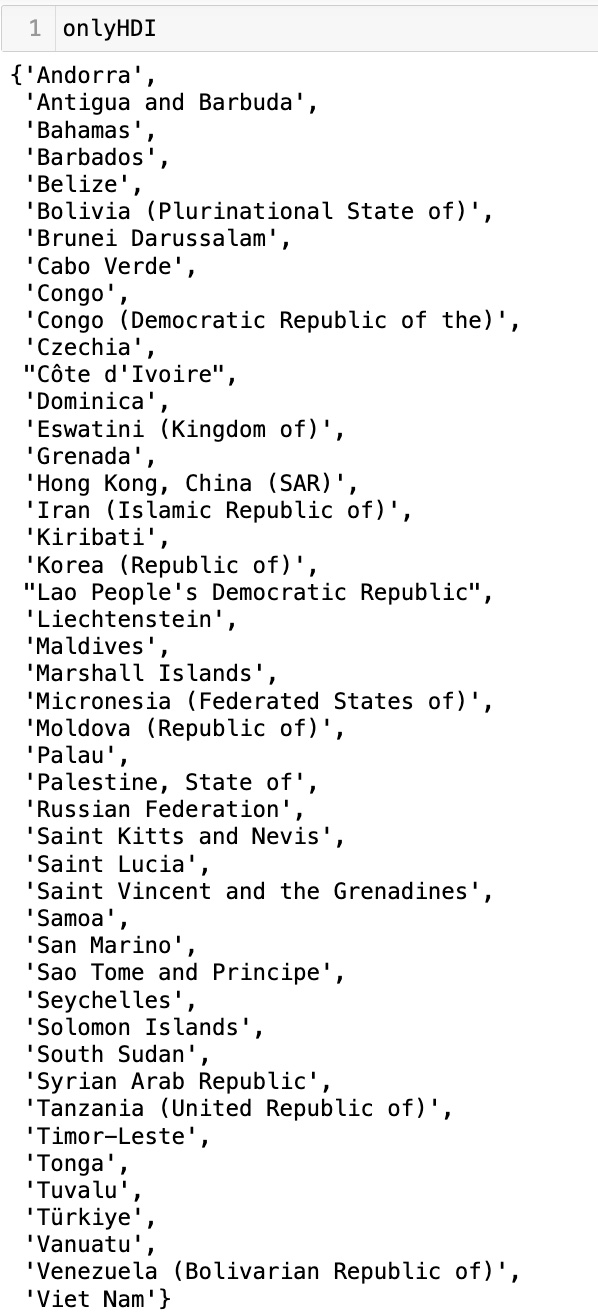 1 onlyHDI
{'Andorra',
'Antigua and Barbuda',
'Bahamas',
'Barbados',
'Belize',
'Bolivia (Plurinational State of)',
'Brunei Darussalam',
'Cabo Verde',
'Congo',
'Congo (Democratic Republic of the)',
'Czechia',
"Côte d'Ivoire",
'Dominica',
'Eswatini (Kingdom of)',
'Grenada',
'Hong Kong, China (SAR)',
'Iran (Islamic Republic of)',
'Kiribati',
'Korea (Republic of)',
"Lao People's Democratic Republic",
'Liechtenstein',
'Maldives',
'Marshall Islands',
'Micronesia (Federated States of)',
'Moldova (Republic of)',
'Palau',
'Palestine, State of',
'Russian Federation',
'Saint Kitts and Nevis',
'Saint Lucia',
'Saint Vincent and the Grenadines',
'Samoa',
'San Marino',
'Sao Tome and Principe',
'Seychelles',
'Solomon Islands',
'South Sudan',
'Syrian Arab Republic',
'Tanzania (United Republic of)',
'Timor-Leste',
'Tonga',
'Tuvalu',
'Türkiye',
'Vanuatu',
'Venezuela (Bolivarian Republic of)',
'Viet Nam'}